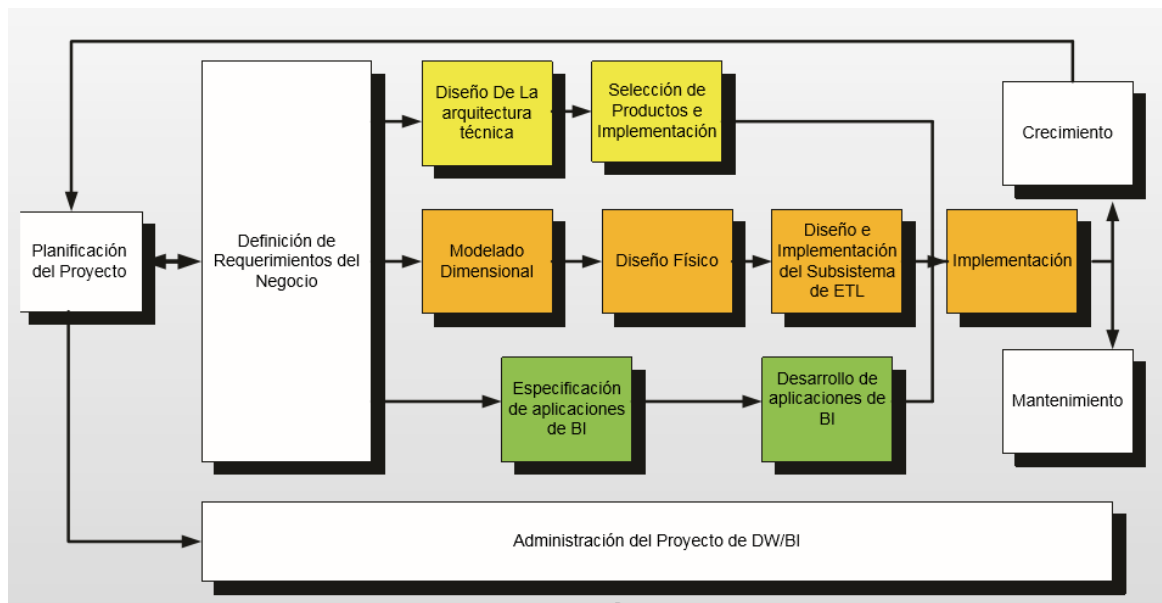 Diseño De La
arquitectura
técnica
Selección de
Productos e
Implementación
Crecimiento
Planificación
del Proyecto
Definición de
Requerimientos del
Negocio
Modelado
Dimensional
Diseño Físico
Diseño e
Implementación
del Subsistema
de ETL
Implementación
Especificación
de aplicaciones
de BI
Desarrollo de
aplicaciones de
BI
Mantenimiento
Administración del Proyecto de DW/BI